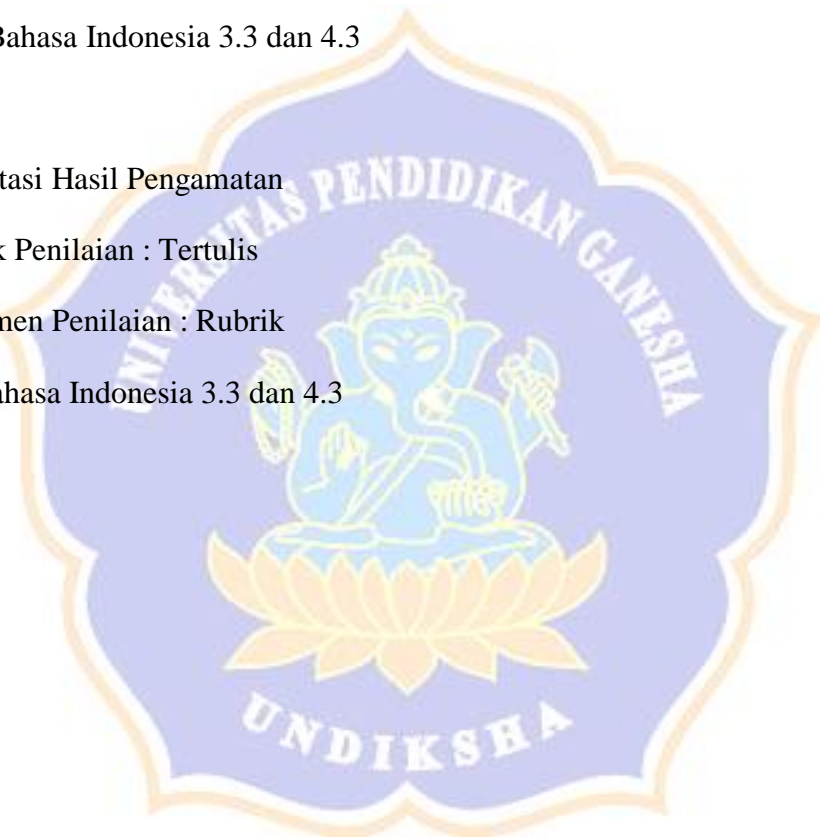 Bahasa Indonesia 3.3 dan 4.3
tasi Hasil Pengamatan
k Penilaian : Tertulis
men Penilaian : Rubrik
ahasa Indonesia 3.3 dan 4.3
UNIVERSITAS PENDIDIKAN GANESHA
UNDIKSHA